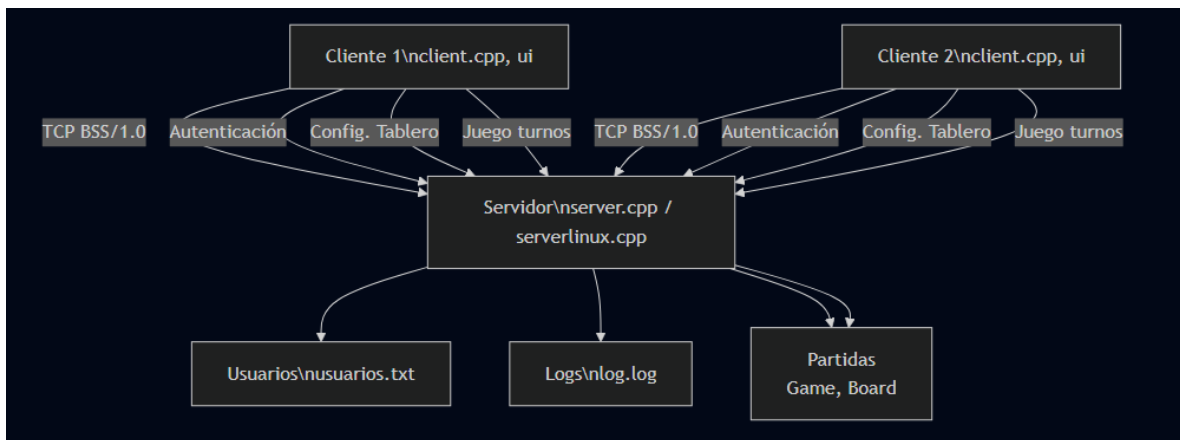 Cliente 1\nclient.cpp, ui
Cliente 2\nclient.cpp, ui
TCP BSS/1.0
Autenticación
Config. Tablero
Juego turnos
TCP BSS/1.0
Autenticación
Config. Tablero
Juego turnos
Servidor\nserver.cpp /
serverlinux.cpp
Usuarios\nusuarios.txt
Logs\nlog.log
Partidas
Game, Board